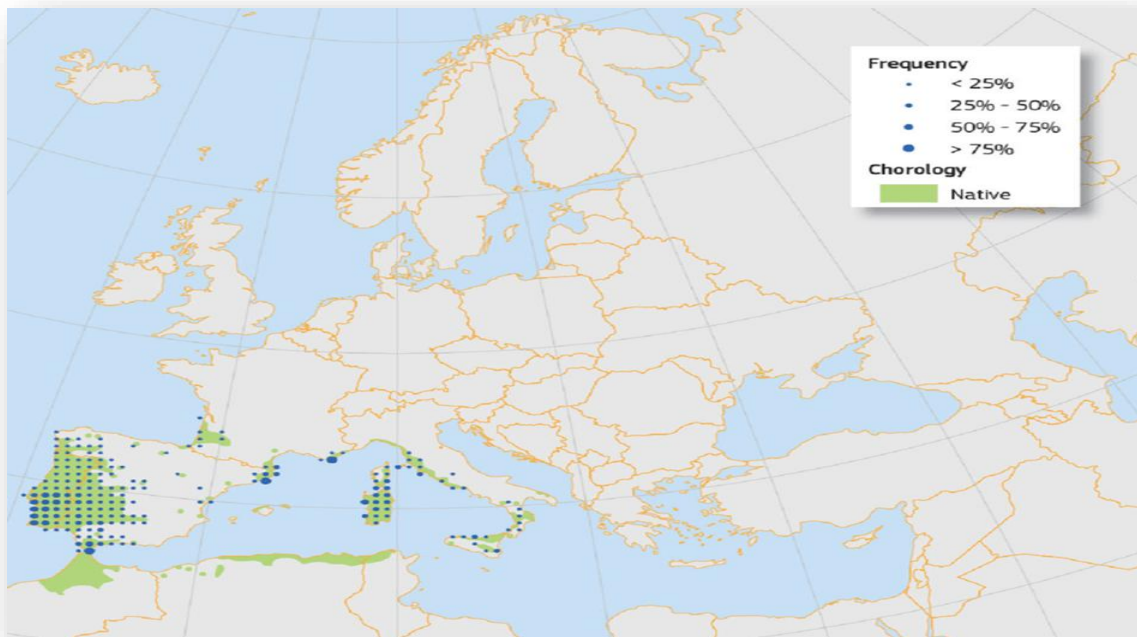 Frequency
< 25%
25% - 50%
50% - 75%
> 75%
Chorology
Native